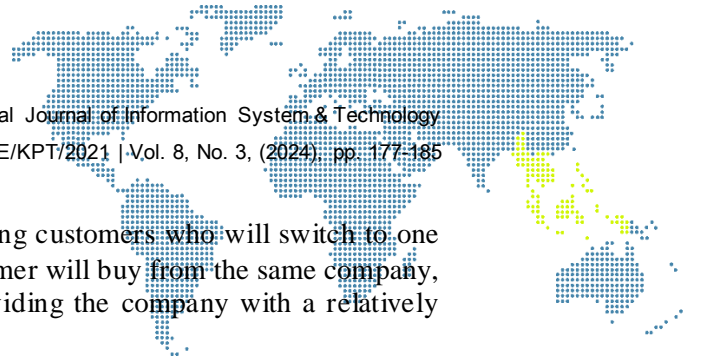 al Journal of Information System & Technology
E/KPT/2021 | Vol. 8, No. 3, (2024), pp. 177-185
ng customers who will switch to one
mer will buy from the same company,
viding the company with a relatively